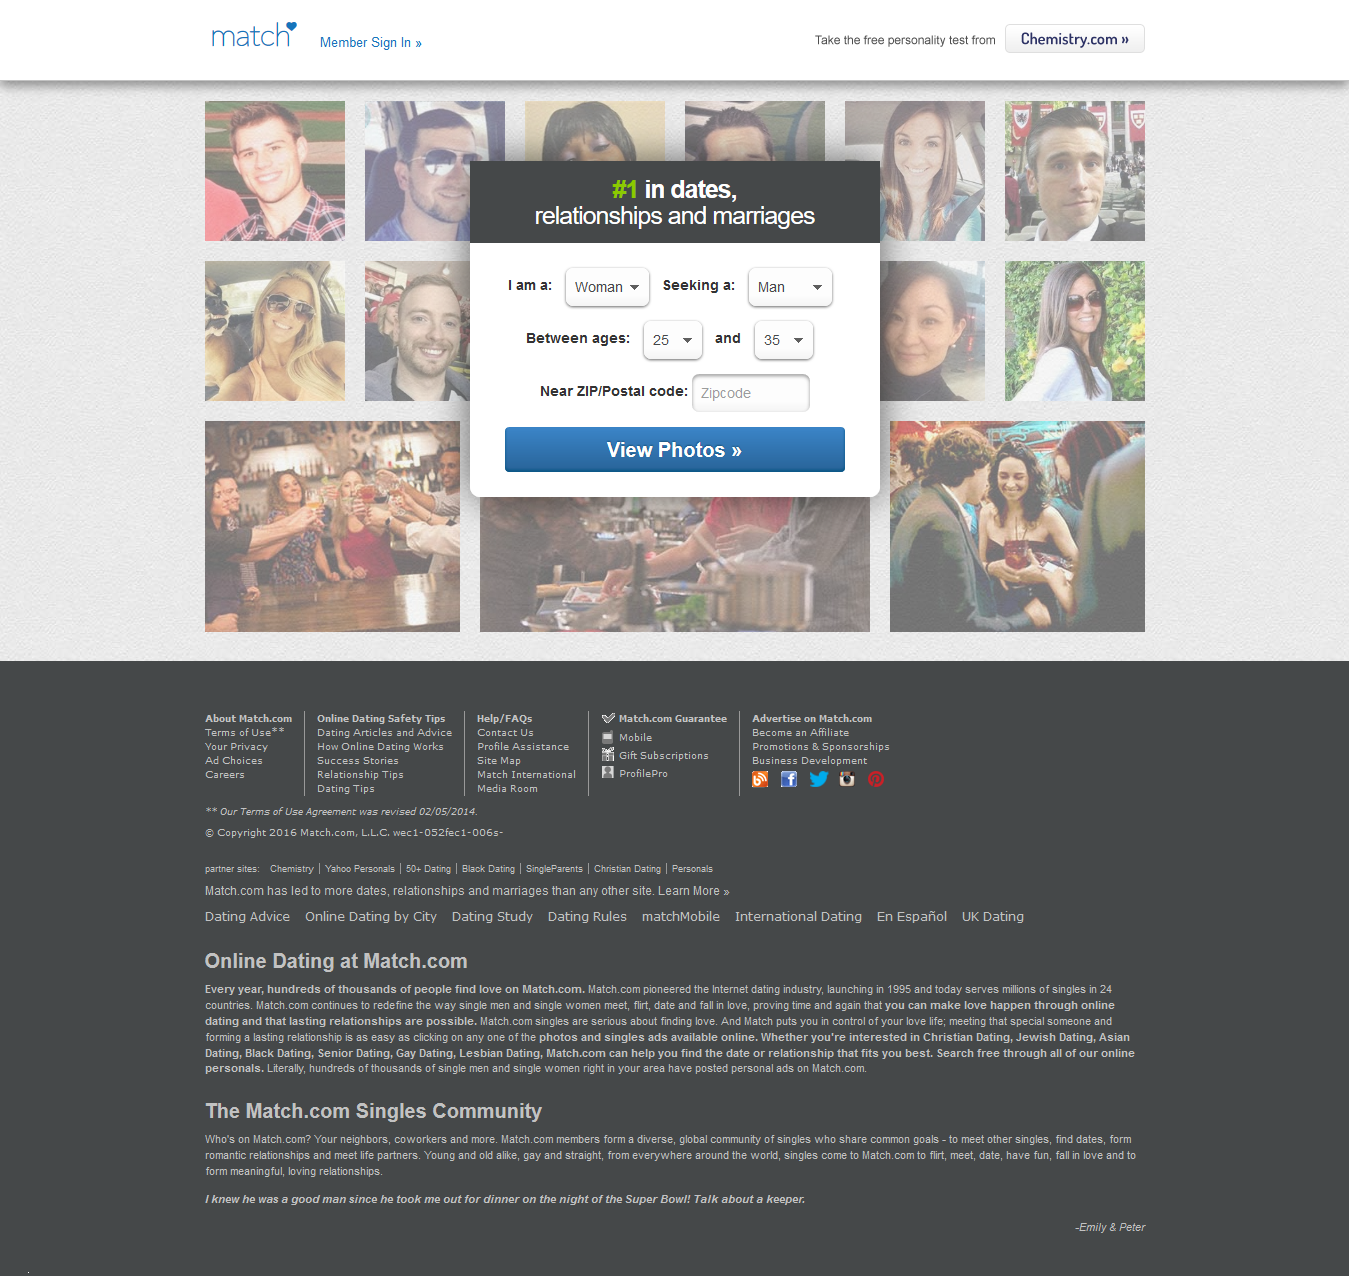 match
Member Sign In »
Take the free personality test from
Chemistry.com »
#1 in dates,
relationships and marriages
I am a: Woman Seeking a: Man
Between ages: 25 and 35
Near ZIP/Postal code: Zipcode
View Photos »
About Match.com
Terms of Use**
Your Privacy
Ad Choices
Careers
Online Dating Safety Tips
Dating Articles and Advice
How Online Dating Works
Success Stories
Relationship Tips
Dating Tips
Help/FAQs
Contact Us
Profile Assistance
Site Map
Match International
Media Room
Match.com Guarantee
Mobile
Gift Subscriptions
ProfilePro
Advertise on Match.com
Become an Affiliate
Promotions & Sponsorships
Business Development
** Our Terms of Use Agreement was revised 02/05/2014.
© Copyright 2016 Match.com, L.L.C. wec1-052fec1-006s-
partner sites: Chemistry | Yahoo Personals | 50+ Dating | Black Dating | SingleParents | Christian Dating | Personals
Match.com has led to more dates, relationships and marriages than any other site. Learn More »
Dating Advice Online Dating by City Dating Study Dating Rules matchMobile International Dating En Español UK Dating
Online Dating at Match.com
Every year, hundreds of thousands of people find love on Match.com. Match.com pioneered the Internet dating industry, launching in 1995 and today serves millions of singles in 24
countries. Match.com continues to redefine the way single men and single women meet, flirt, date and fall in love, proving time and again that you can make love happen through online
dating and that lasting relationships are possible. Match.com singles are serious about finding love. And Match puts you in control of your love life; meeting that special someone and
forming a lasting relationship is as easy as clicking on any one of the photos and singles ads available online. Whether you're interested in Christian Dating, Jewish Dating, Asian
Dating, Black Dating, Senior Dating, Gay Dating, Lesbian Dating, Match.com can help you find the date or relationship that fits you best. Search free through all of our online
personals. Literally, hundreds of thousands of single men and single women right in your area have posted personal ads on Match.com.
The Match.com Singles Community
Who's on Match.com? Your neighbors, coworkers and more. Match.com members form a diverse, global community of singles who share common goals - to meet other singles, find dates, form
romantic relationships and meet life partners. Young and old alike, gay and straight, from everywhere around the world, singles come to Match.com to flirt, meet, date, have fun, fall in love and to
form meaningful, loving relationships.
I knew he was a good man since he took me out for dinner on the night of the Super Bowl! Talk about a keeper.
-Emily & Peter